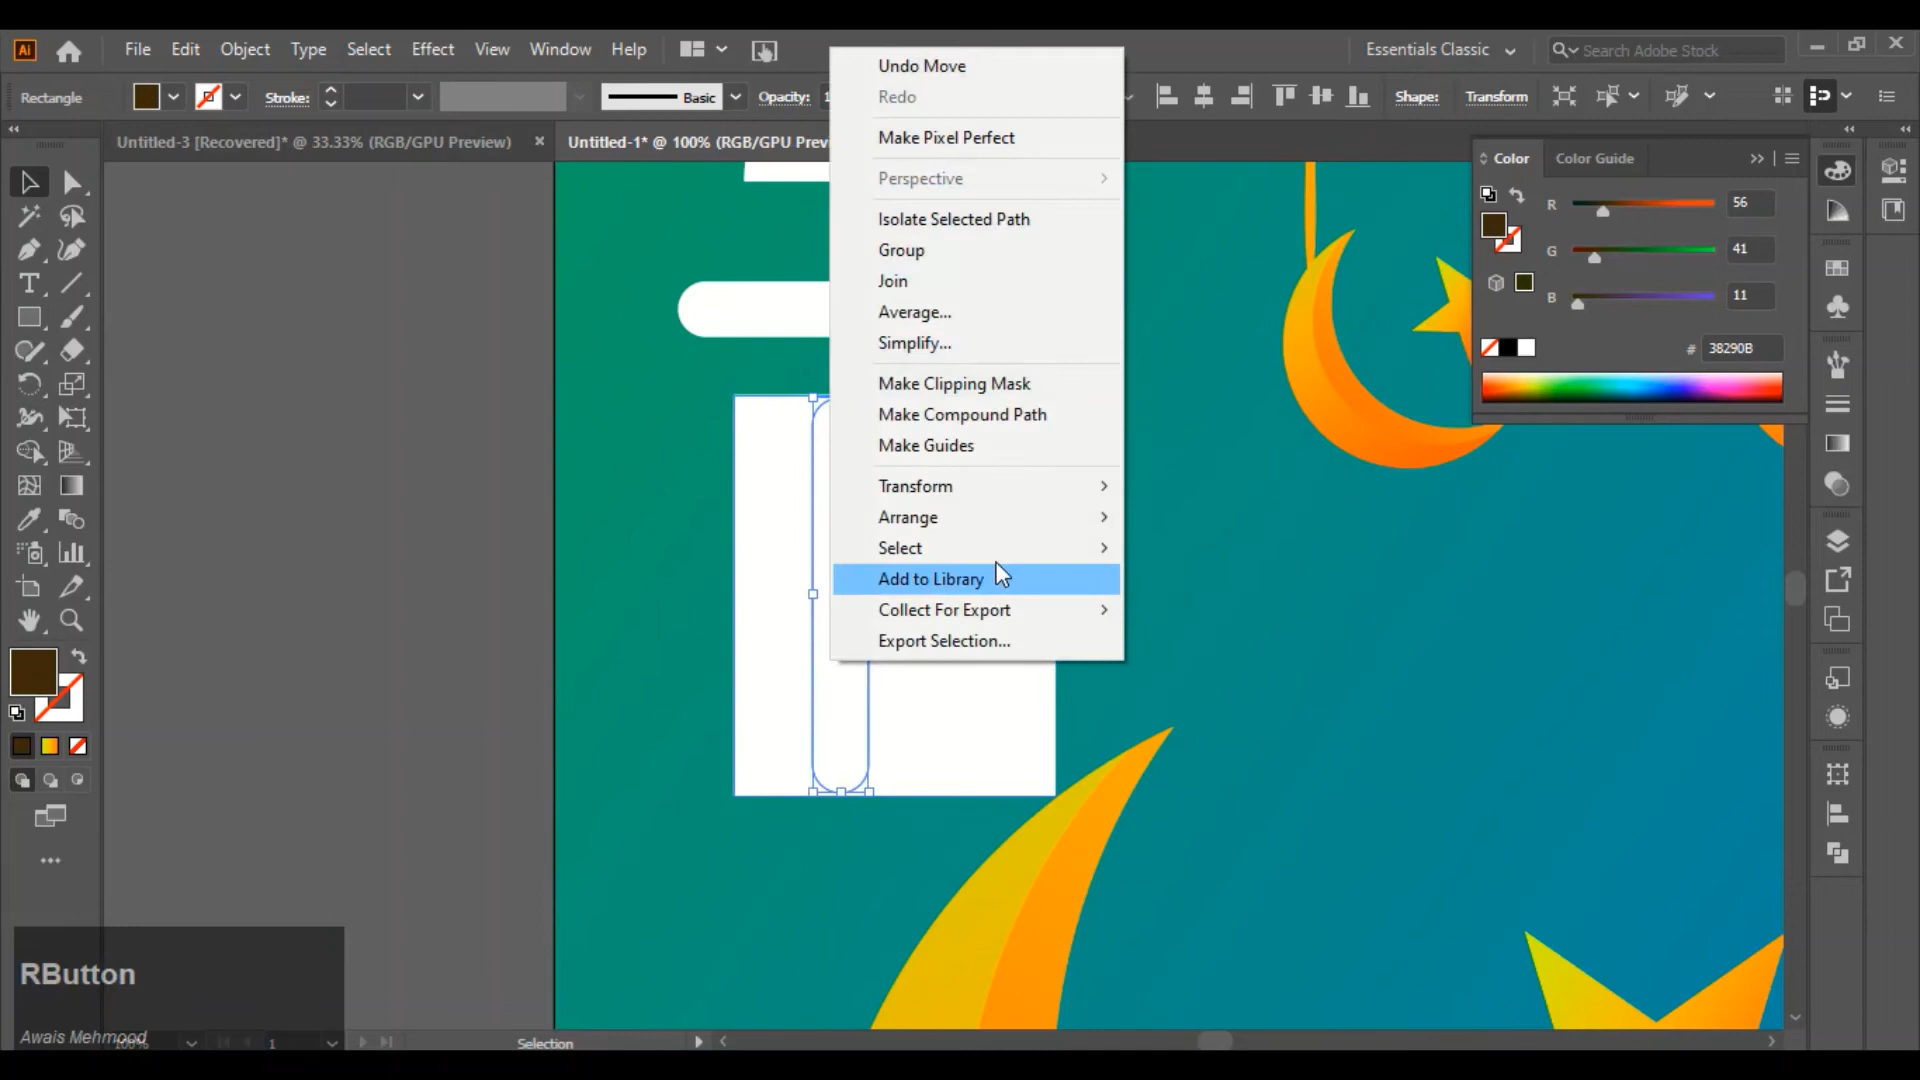 Ai File Edit Object Type Select Effect View Window Help Essentials Classic Search Adobe Stock
Rectangle Stroke: Basic Opacity: Shape: Transform
Untitled-3 [Recovered]* @ 33.33% (RGB/GPU Preview) × Untitled-1* @ 100% (RGB/GPU Prev
Undo Move
Redo
Make Pixel Perfect
Perspective
Isolate Selected Path
Group
Join
Average...
Simplify...
Make Clipping Mask
Make Compound Path
Make Guides
Transform
Arrange
Select
Add to Library
Collect For Export
Export Selection...
Color Color Guide
R 56
G 41
B 11
# 38290B
RButton
Awais Mehmood
100% 1 Selection